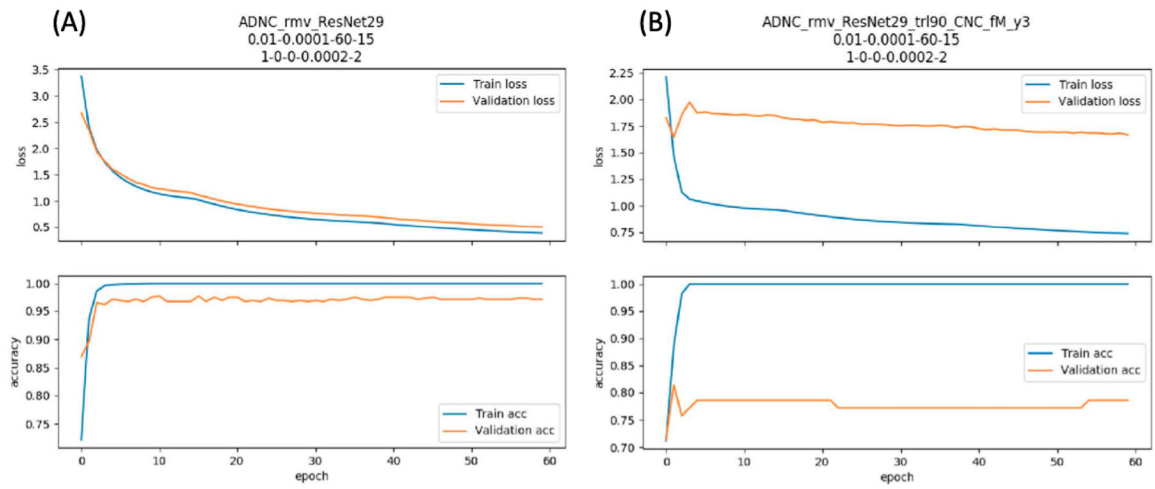 (A)
ADNC_rmv_ResNet29
0.01-0.0001-60-15
1-0-0-0.0002-2
3.5
3.0
2.5
2.0
1.5
1.0
0.5
loss
Train loss
Validation loss
1.00
0.95
0.90
0.85
0.80
0.75
accuracy
Train acc
Validation acc
0
10
20
30
40
50
60
epoch
(B)
ADNC_rmv_ResNet29_trl90_CNC_fM_y3
0.01-0.0001-60-15
1-0-0-0.0002-2
2.25
2.00
1.75
1.50
1.25
1.00
0.75
loss
Train loss
Validation loss
1.00
0.95
0.90
0.85
0.80
0.75
0.70
accuracy
Train acc
Validation acc
0
10
20
30
40
50
60
epoch